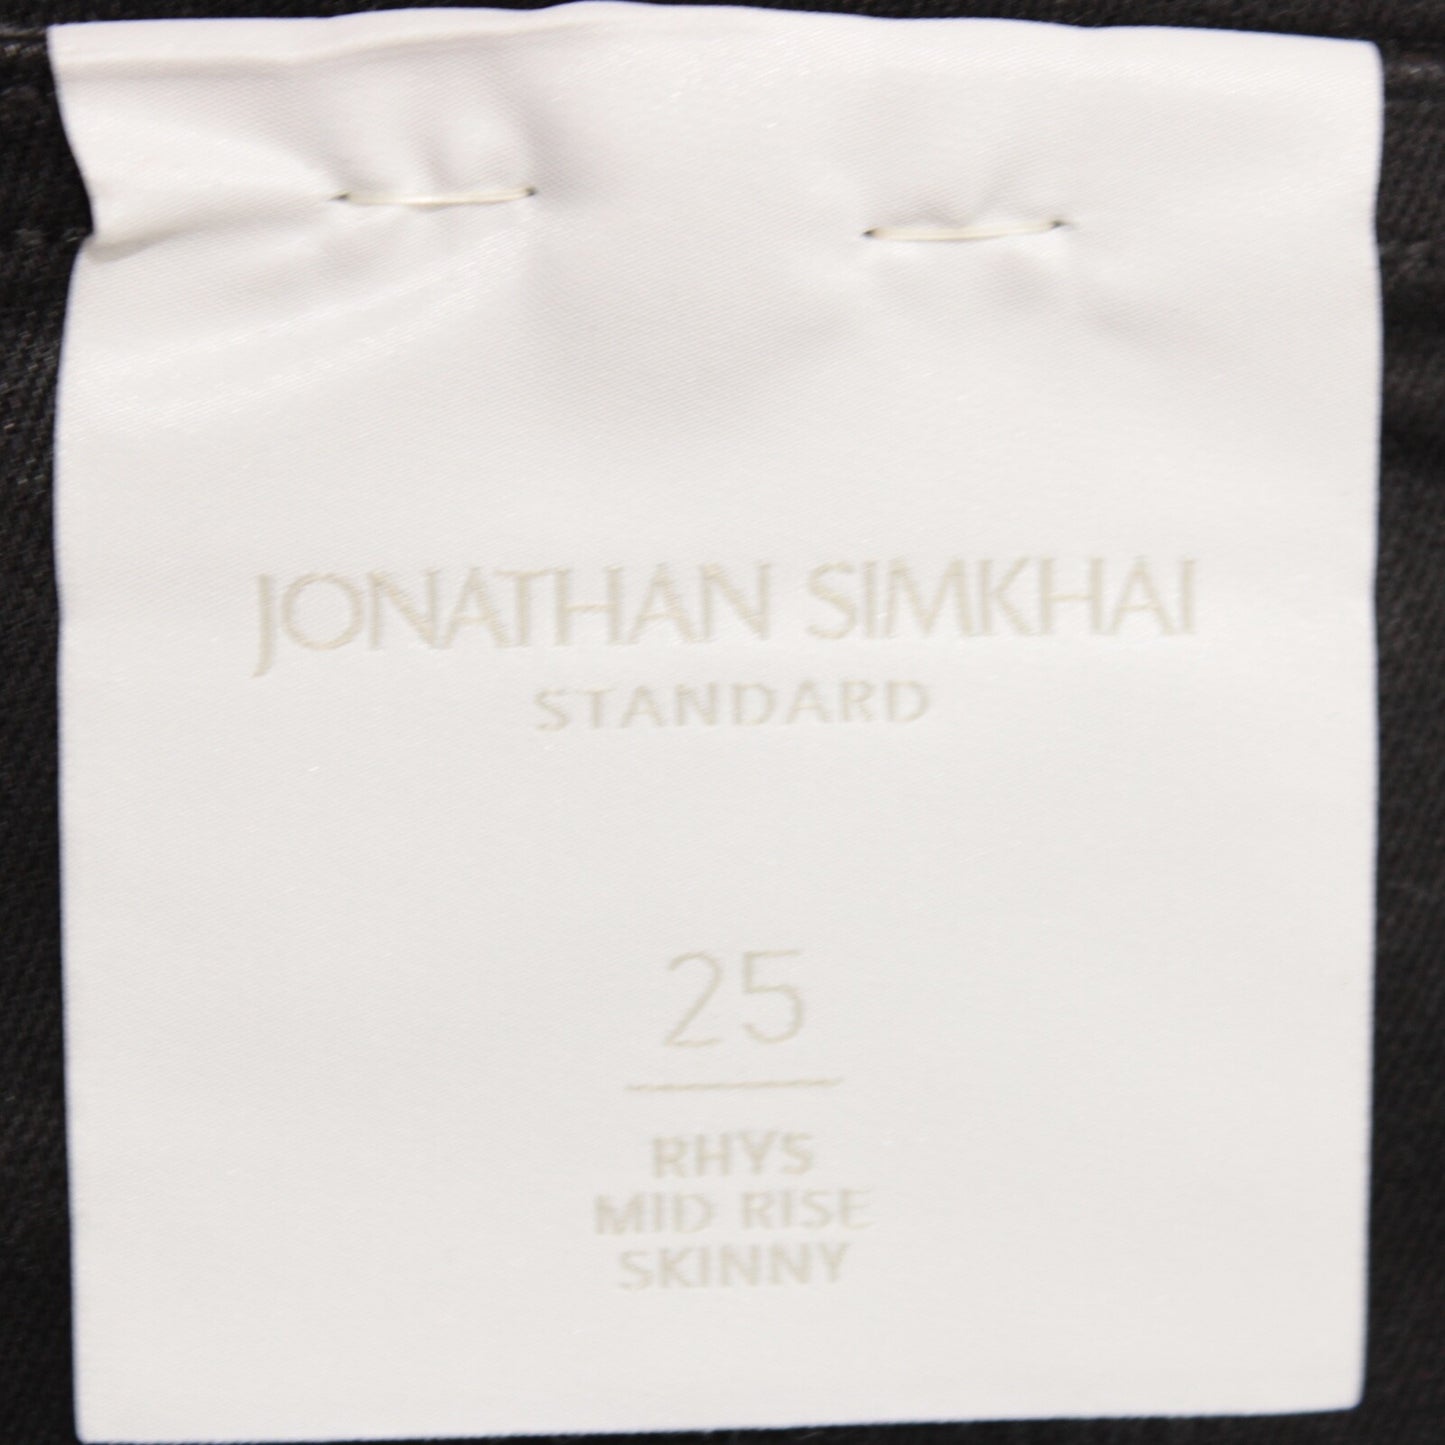 JONATHAN SIMKHAI
STANDARD
25
RHYS
MID RISE
SKINNY